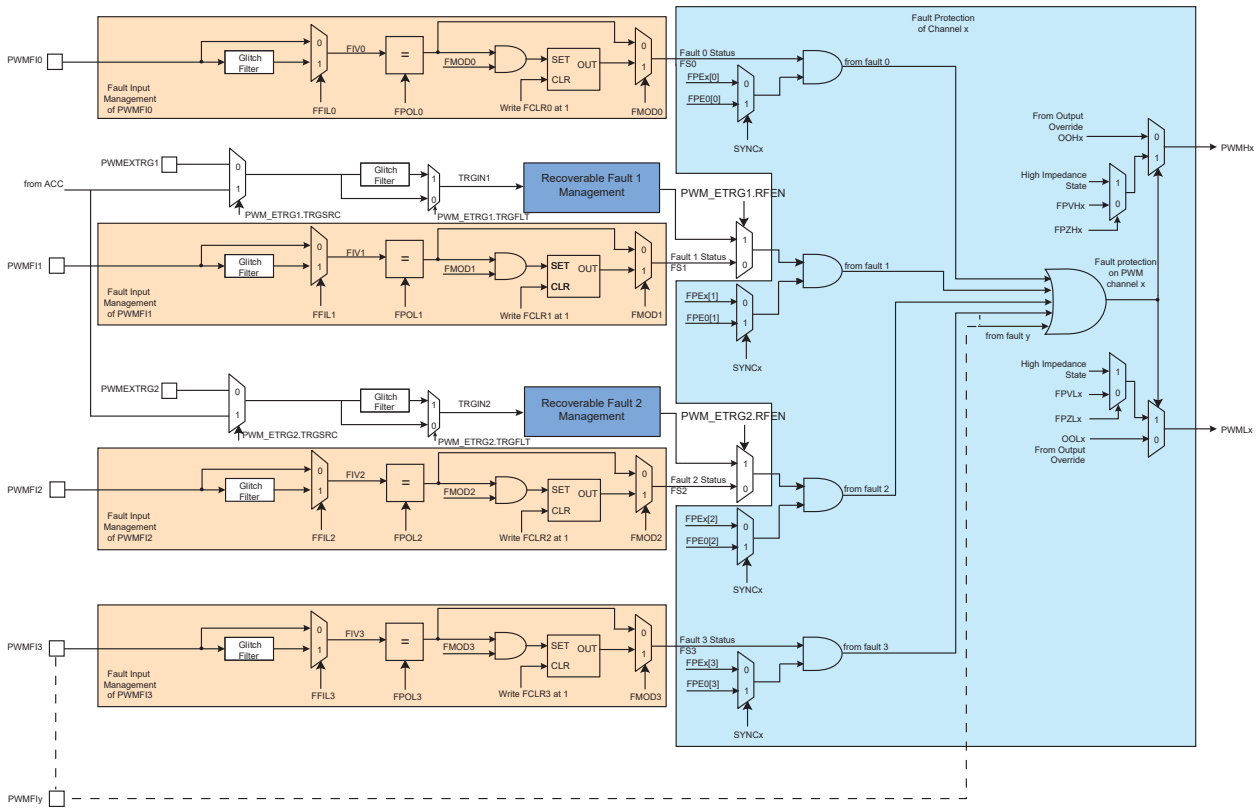 Fault Protection
of Channel x
PWMFI0
0
1
Glitch
Filter
FIV0
=
FMOD0
SET
OUT
CLR
0
1
Fault Input
Management
of PWMFI0
FFIL0
FPOL0
Write FCLR0 at 1
FMOD0
Fault 0 Status
FS0
FPEx[0]
FPE0[0]
0
1
SYNCx
from fault 0
From Output
Override
OOHx
0
1
PWMHx
High Impedance
State
FPVHx
FPZHx
1
0
PWMEXTRG1
from ACC
0
1
PWM_ETRG1.TRGSRC
Glitch
Filter
1
0
TRGIN1
PWM_ETRG1.TRGFLT
Recoverable Fault 1
Management
PWM_ETRG1.RFEN
1
0
PWMFI1
0
1
Glitch
Filter
FIV1
=
FMOD1
SET
OUT
CLR
0
1
Fault Input
Management
of PWMFI1
FFIL1
FPOL1
Write FCLR1 at 1
FMOD1
Fault 1 Status
FS1
FPEx[1]
FPE0[1]
0
1
SYNCx
from fault 1
Fault protection
on PWM
channel x
from fault y
PWMEXTRG2
0
1
PWM_ETRG2.TRGSRC
Glitch
Filter
1
0
TRGIN2
PWM_ETRG2.TRGFLT
Recoverable Fault 2
Management
PWM_ETRG2.RFEN
1
0
High Impedance
State
FPVLx
FPZLx
1
0
OOLx
From Output
Override
1
0
PWMLx
PWMFI2
0
1
Glitch
Filter
FIV2
=
FMOD2
SET
OUT
CLR
0
1
Fault Input
Management
of PWMFI2
FFIL2
FPOL2
Write FCLR2 at 1
FMOD2
Fault 2 Status
FS2
FPEx[2]
FPE0[2]
0
1
SYNCx
from fault 2
PWMFI3
0
1
Glitch
Filter
FIV3
=
FMOD3
SET
OUT
CLR
0
1
Fault Input
Management
of PWMFI3
FFIL3
FPOL3
Write FCLR3 at 1
FMOD3
Fault 3 Status
FS3
FPEx[3]
FPE0[3]
0
1
SYNCx
from fault 3
PWMFIy